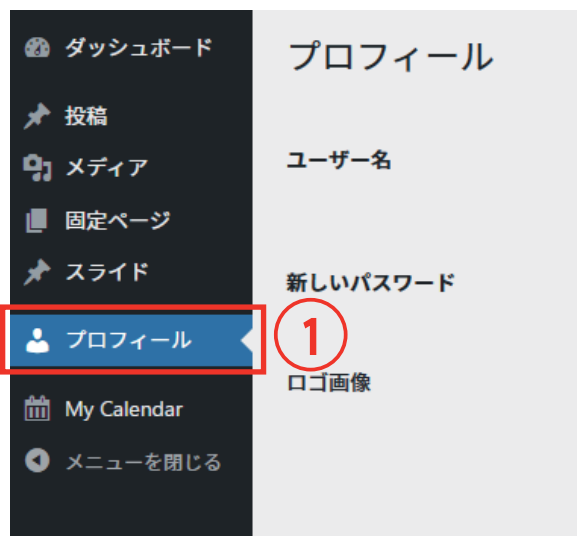 ダッシュボード
投稿
メディア
固定ページ
スライド
プロフィール
My Calendar
メニューを閉じる
プロフィール
ユーザー名
新しいパスワード
1
ロゴ画像